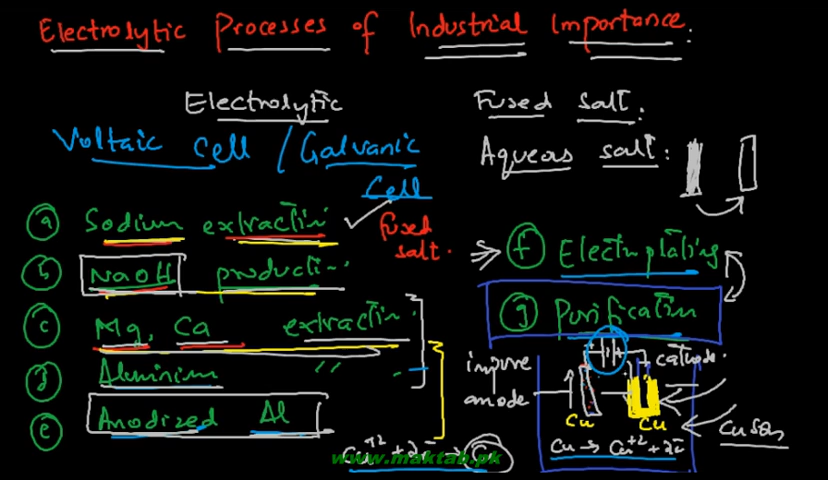 Electrolytic Processes of Industrial Importance.
Electrolytic
Voltaic Cell / Galvanic
Cell
a Sodium extraction
fused
salt.
b NaOH production
c Mg, Ca extraction
d Aluminium " "
e Anodized Al
Fused salt.
Aqueous salt.
f Electroplating
g Purification
impure
anode
cathode.
Cu Cu
CuSO4
Cu → Cu+2 + 2e
Cu+2 + 2e → Cu
www.maktab.pk